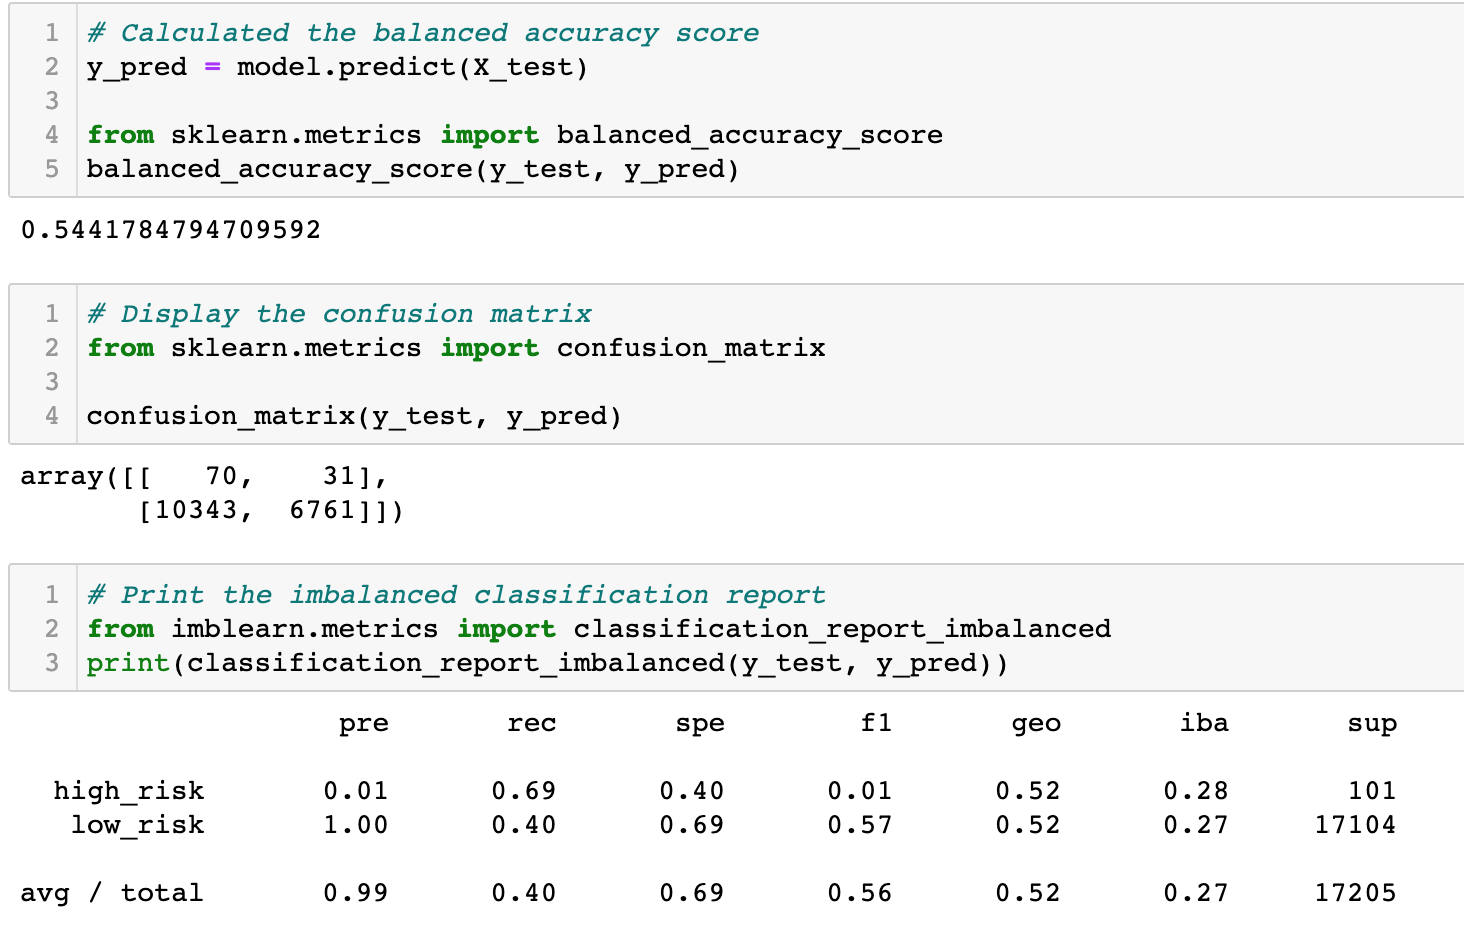 1 # Calculated the balanced accuracy score
2 y_pred = model.predict(X_test)
3
4 from sklearn.metrics import balanced_accuracy_score
5 balanced_accuracy_score(y_test, y_pred)
0.5441784794709592
1 # Display the confusion matrix
2 from sklearn.metrics import confusion_matrix
3
4 confusion_matrix(y_test, y_pred)
array([[   70,    31],
       [10343,  6761]])
1 # Print the imbalanced classification report
2 from imblearn.metrics import classification_report_imbalanced
3 print(classification_report_imbalanced(y_test, y_pred))
                   pre       rec       spe        f1       geo       iba       sup
  high_risk       0.01      0.69      0.40      0.01      0.52      0.28       101
   low_risk       1.00      0.40      0.69      0.57      0.52      0.27     17104
avg / total       0.99      0.40      0.69      0.56      0.52      0.27     17205